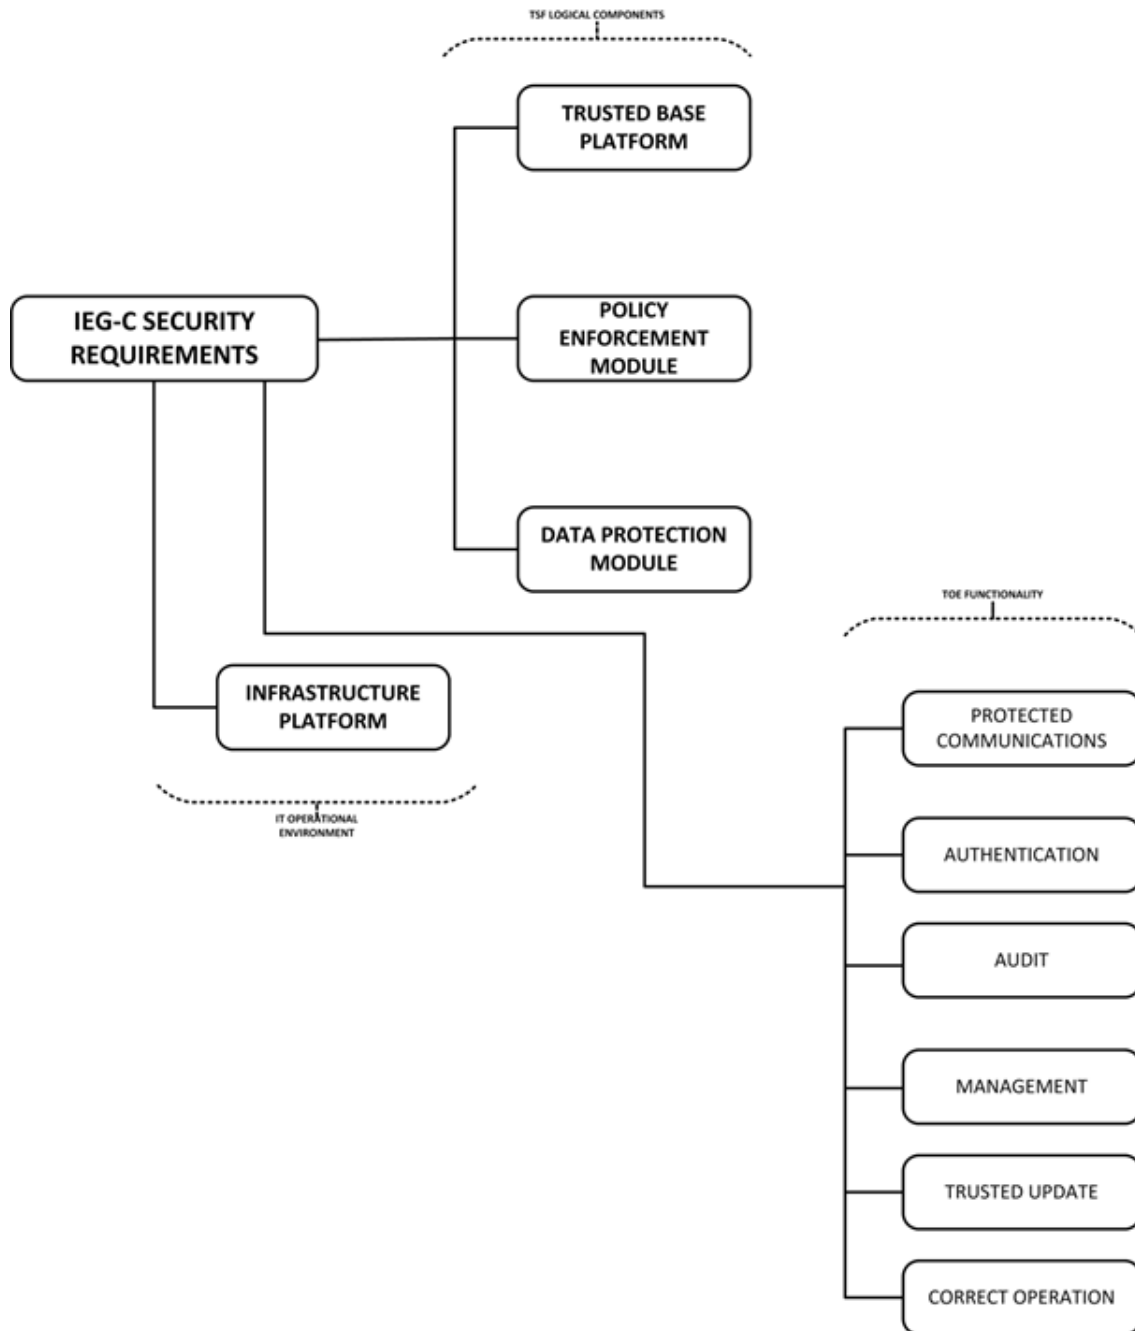 TSF LOGICAL COMPONENTS
TRUSTED BASE
PLATFORM
IEG-C SECURITY
REQUIREMENTS
POLICY
ENFORCEMENT
MODULE
DATA PROTECTION
MODULE
TOE FUNCTIONALITY
INFRASTRUCTURE
PLATFORM
IT OPERATIONAL
ENVIRONMENT
PROTECTED
COMMUNICATIONS
AUTHENTICATION
AUDIT
MANAGEMENT
TRUSTED UPDATE
CORRECT OPERATION